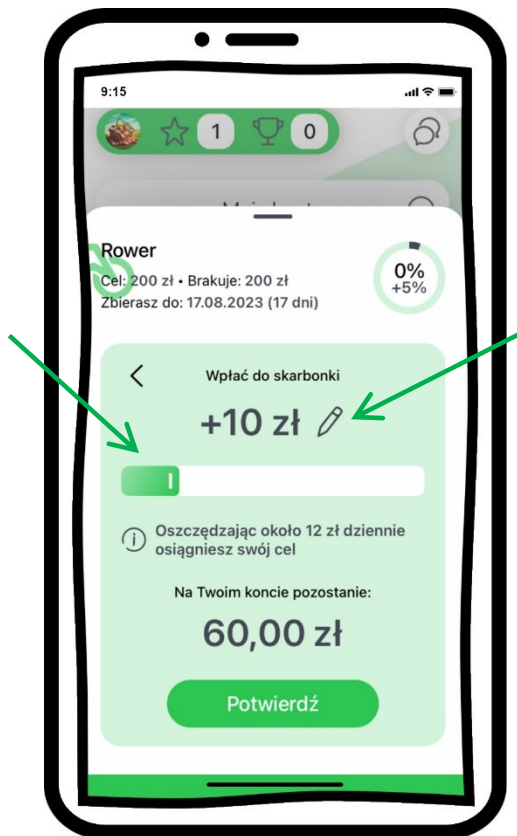 9:15
1
0
Rower
Cel: 200 zł • Brakuje: 200 zł
Zbierasz do: 17.08.2023 (17 dni)
0%
+5%
Wpłać do skarbonki
+10 zł
Oszczędzając około 12 zł dziennie
osiągniesz swój cel
Na Twoim koncie pozostanie:
60,00 zł
Potwierdź